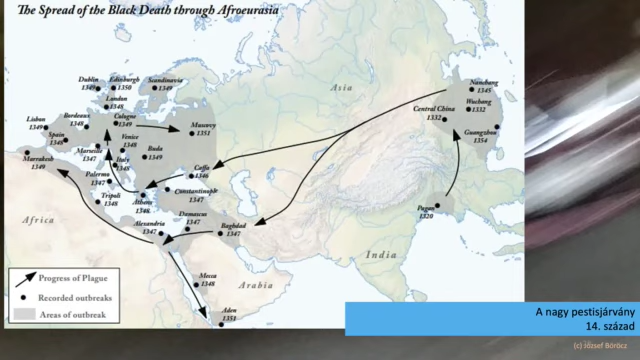 The Spread of the Black Death through Afroeurasia
Dublin
1349
Edinburgh
1350
Scandinavia
1349
London
1348
Lisbon
1349
Bordeaux
1348
Cologne
1349
Muscovy
1351
Spain
1348
Venice
1348
Marseille
1347
Italy
1348
Buda
1349
Marrakesh
1349
Palermo
1347
Caffa
1346
Constantinople
1347
Tripoli
1348
Athens
1348
Alexandria
1347
Damascus
1347
Baghdad
1347
Mecca
1348
Aden
1351
Africa
Arabia
Asia
India
Nanchang
1345
Wuchang
1332
Central China
1332
Guangzhou
1354
Pagan
1320
Progress of Plague
Recorded outbreaks
Areas of outbreak
A nagy pestisjárvány
14. század
(c) József Böröcz